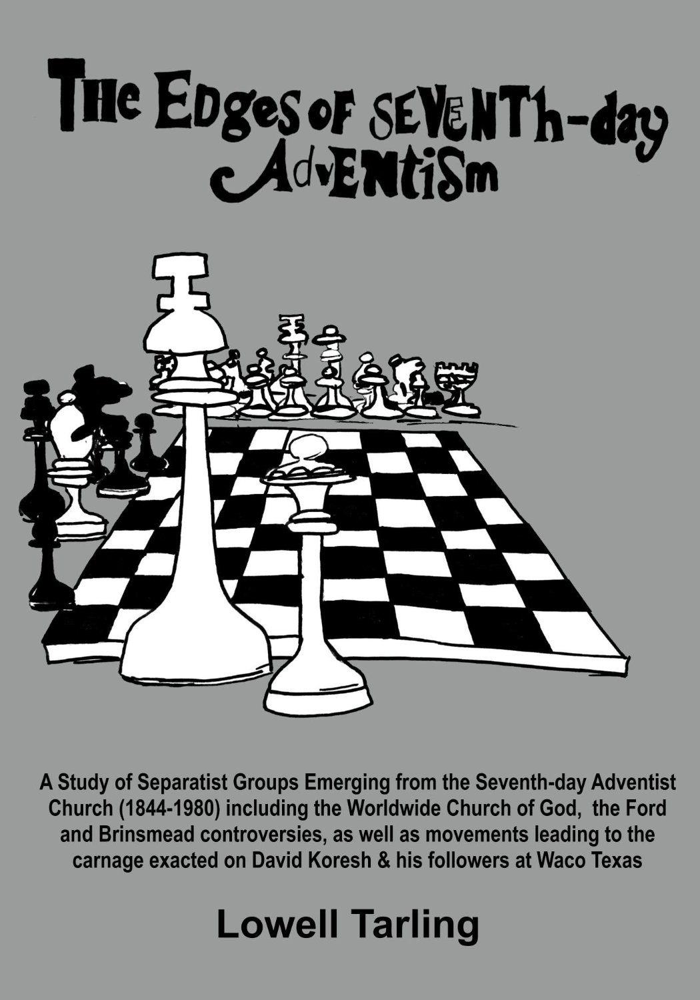 THe EDgeS OF SEVENTh-day
AdvENtiSm
A Study of Separatist Groups Emerging from the Seventh-day Adventist
Church (1844-1980) including the Worldwide Church of God, the Ford
and Brinsmead controversies, as well as movements leading to the
carnage exacted on David Koresh & his followers at Waco Texas
Lowell Tarling